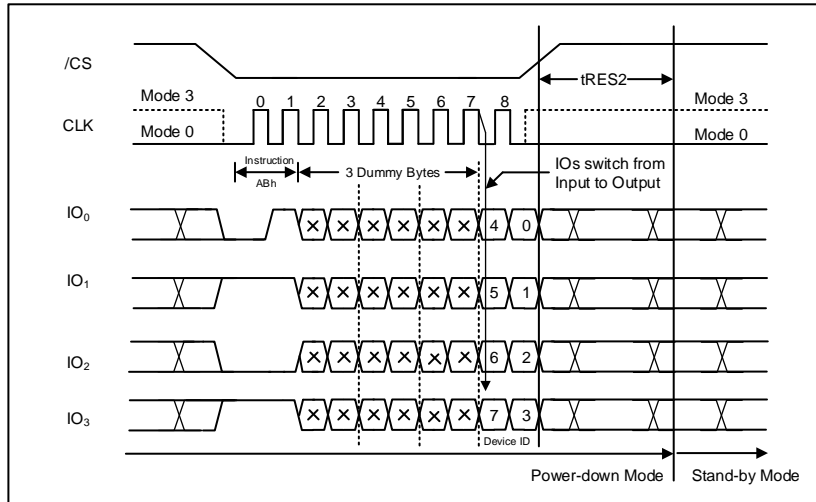 /CS
tRES2
Mode 3
0 1 2 3 4 5 6 7 8
Mode 3
CLK
Mode 0
Mode 0
Instruction
ABh
3 Dummy Bytes
IOs switch from
Input to Output
IO0
X X X X X X 4 0
IO1
X X X X X X 5 1
IO2
X X X X X X 6 2
IO3
X X X X X X 7 3
Device ID
Power-down Mode
Stand-by Mode